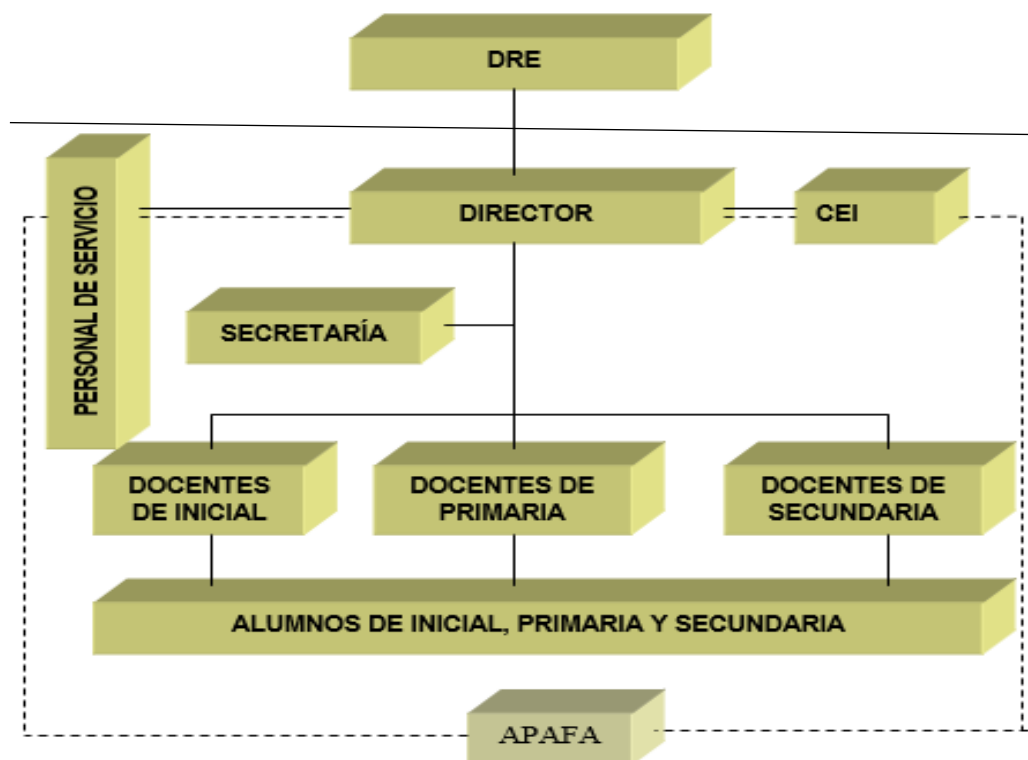 DRE
PERSONAL DE SERVICIO
DIRECTOR
CEI
SECRETARÍA
DOCENTES
DE INICIAL
DOCENTES DE
PRIMARIA
DOCENTES DE
SECUNDARIA
ALUMNOS DE INICIAL, PRIMARIA Y SECUNDARIA
APAFA